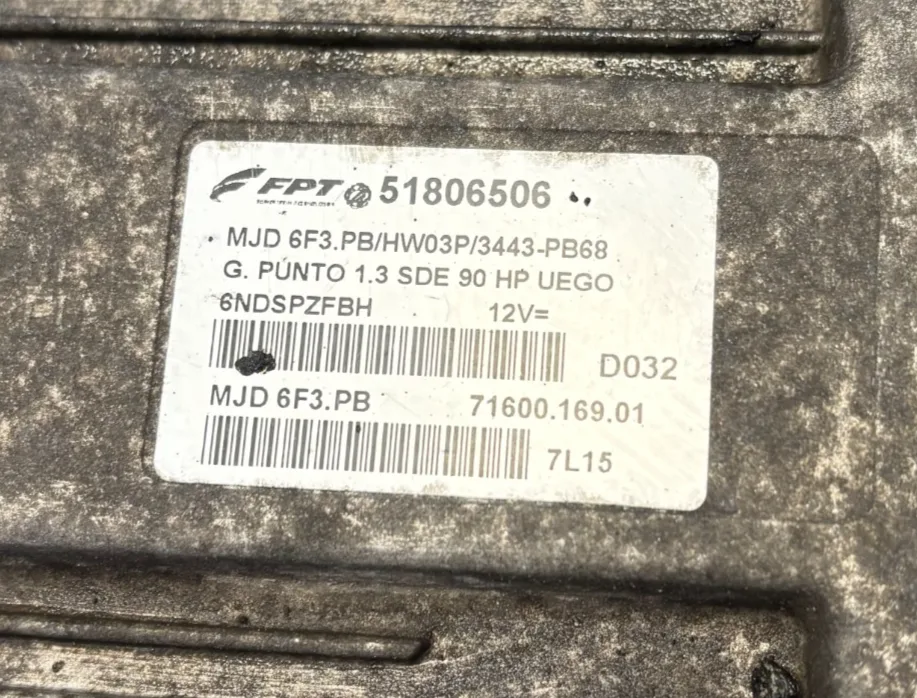 FPT 51806506
MJD 6F3.PB/HW03P/3443-PB68
G. PUNTO 1.3 SDE 90 HP UEGO
6NDSPZFBH 12V=
D032
MJD 6F3.PB 71600.169.01
7L15